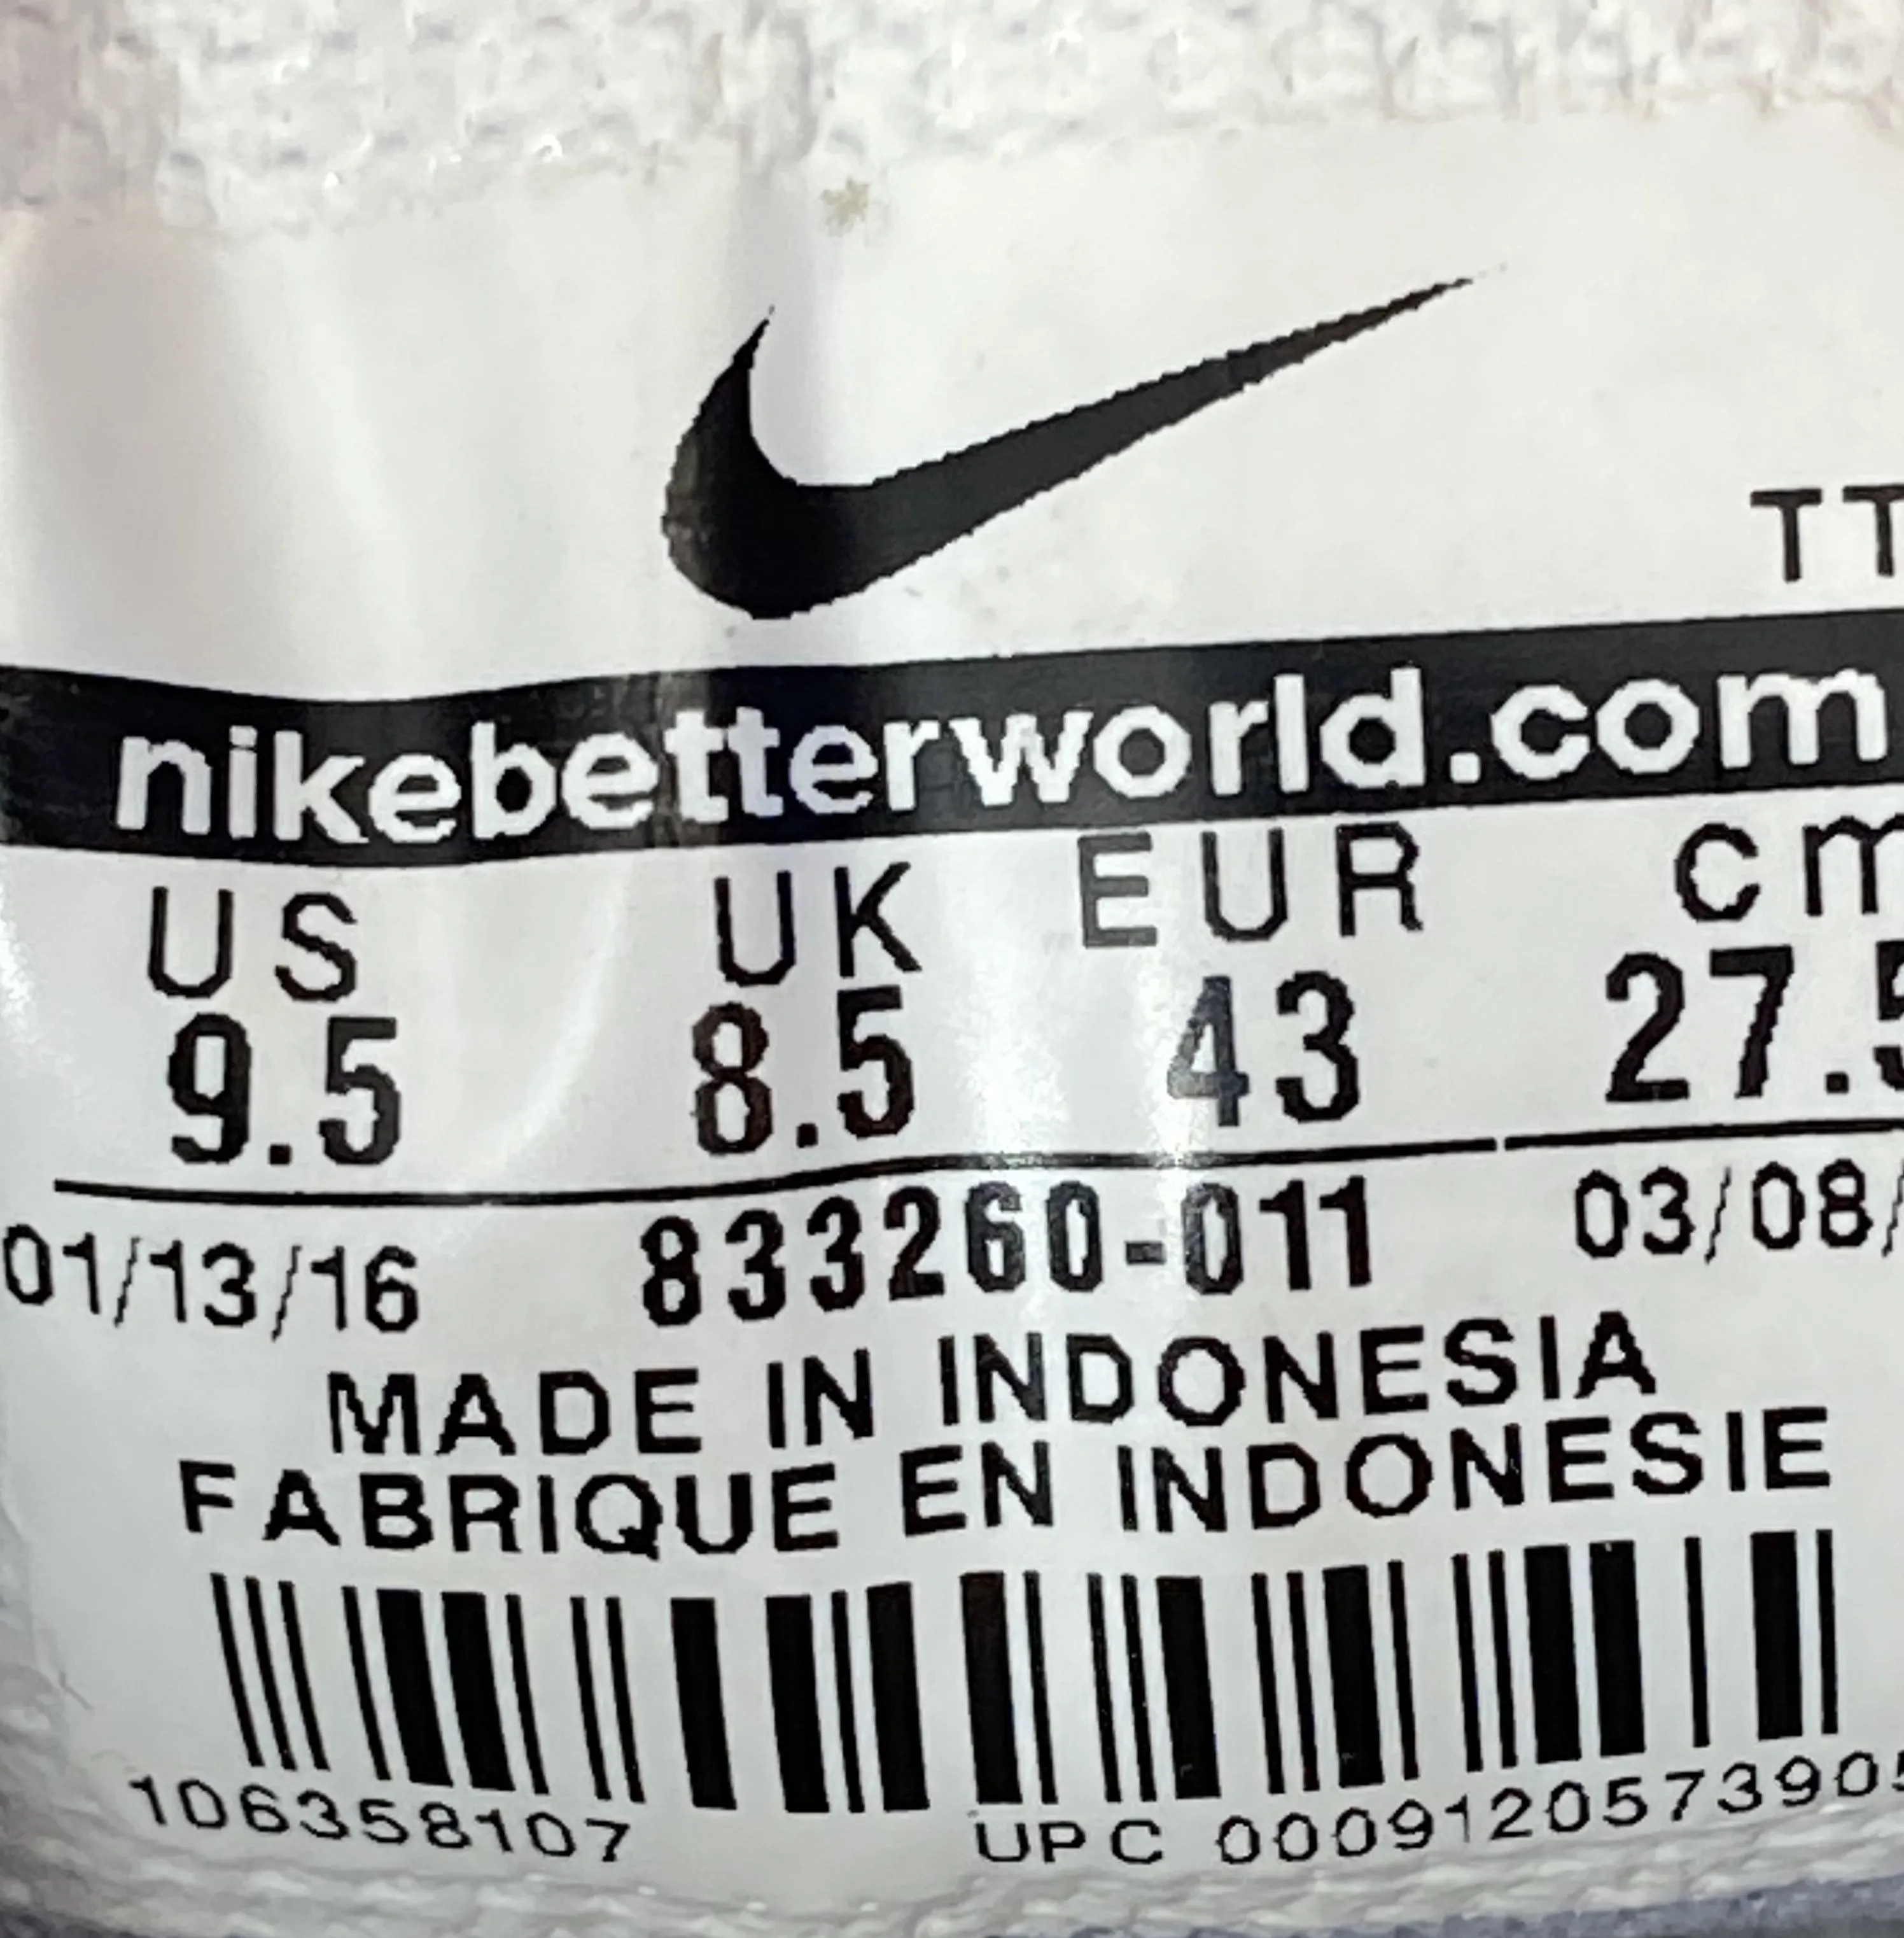 TT
nikebetterworld.com
US UK EUR cm
9.5 8.5 43 27.5
01/13/16 833260-011 03/08/
MADE IN INDONESIA
FABRIQUE EN INDONESIE
106358107 UPC 0009120573905